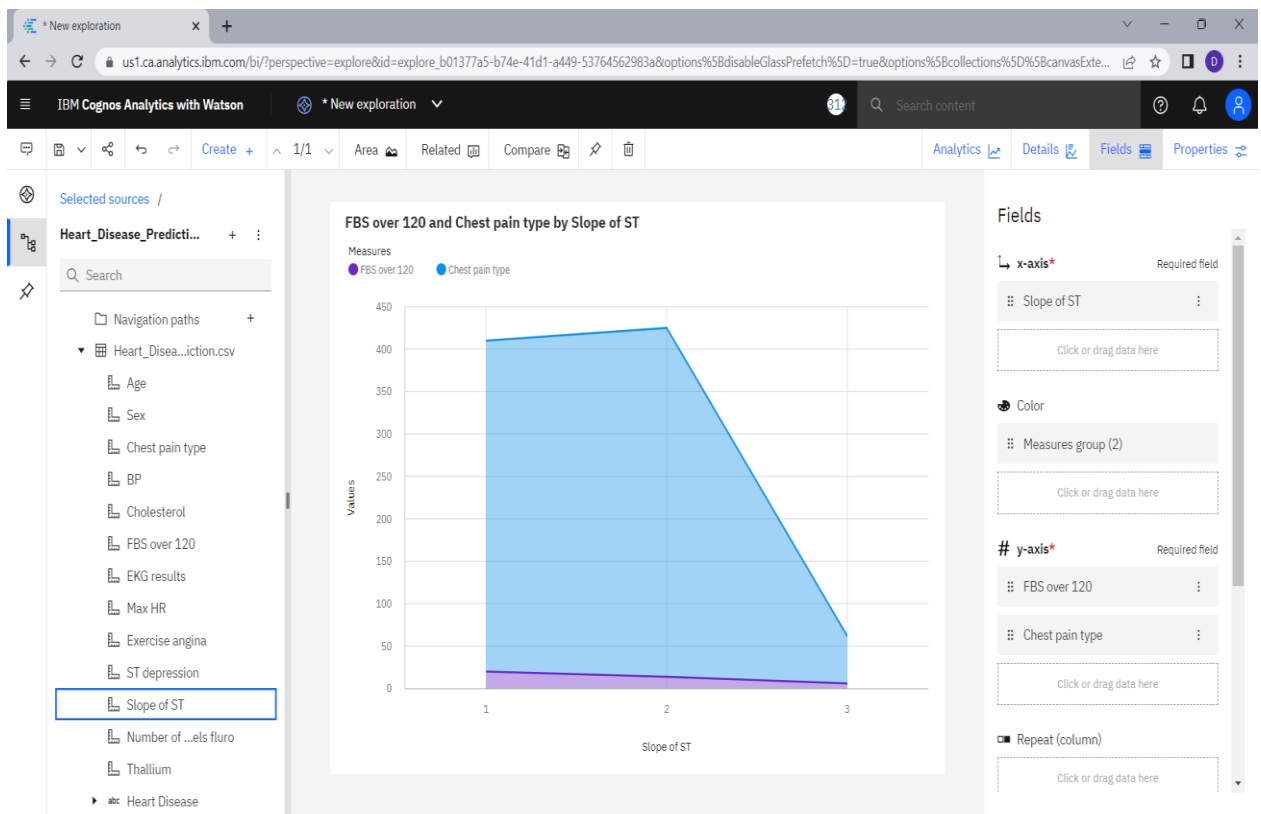 * New exploration
us1.ca.analytics.ibm.com/bi/?perspective=explore&id=explore_b01377a5-b74e-41d1-a449-53764562983a&options%5BdisableGlassPrefetch%5D=true&options%5Bcollections%5D%5BcanvasExte...
D
IBM Cognos Analytics with Watson
* New exploration
312
Search content
Create +
1/1
Area
Related
Compare
Analytics
Details
Fields
Properties
Selected sources /
Heart_Disease_Predicti...
Search
Navigation paths
Heart_Disea...iction.csv
Age
Sex
Chest pain type
BP
Cholesterol
FBS over 120
EKG results
Max HR
Exercise angina
ST depression
Slope of ST
Number of ...els fluro
Thallium
abc Heart Disease
FBS over 120 and Chest pain type by Slope of ST
Measures
FBS over 120 Chest pain type
450
400
350
300
250
200
150
100
50
0
Values
1 2 3
Slope of ST
Fields
x-axis* Required field
Slope of ST
Click or drag data here
Color
Measures group (2)
Click or drag data here
# y-axis* Required field
FBS over 120
Chest pain type
Click or drag data here
Repeat (column)
Click or drag data here